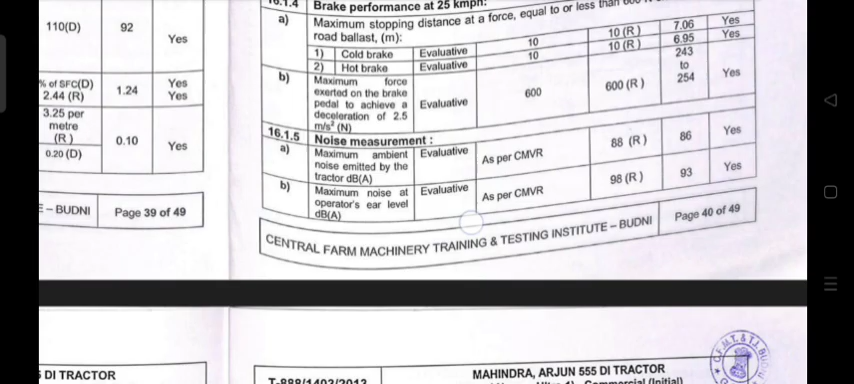 110(D) 92 Yes
% of SFC(D) 1.24 Yes
2.44 (R) Yes
3.25 per
metre
(R) 0.10 Yes
0.20 (D)
E – BUDNI Page 39 of 49
16.1.4 Brake performance at 25 kmph:
a) Maximum stopping distance at a force, equal to or less than
road ballast, (m):
1) Cold brake Evaluative 10 10 (R) 7.06 Yes
2) Hot brake Evaluative 10 10 (R) 6.95 Yes
b) Maximum force
exerted on the brake
pedal to achieve a
deceleration of 2.5
m/s² (N) Evaluative 600 600 (R) 243
to
254 Yes
16.1.5 Noise measurement :
a) Maximum ambient
noise emitted by the
tractor dB(A) Evaluative As per CMVR 88 (R) 86 Yes
b) Maximum noise at
operator's ear level
dB(A) Evaluative As per CMVR 98 (R) 93 Yes
CENTRAL FARM MACHINERY TRAINING & TESTING INSTITUTE – BUDNI Page 40 of 49
DI TRACTOR
T-888/1402/2013
MAHINDRA, ARJUN 555 DI TRACTOR
Commercial (Initial)